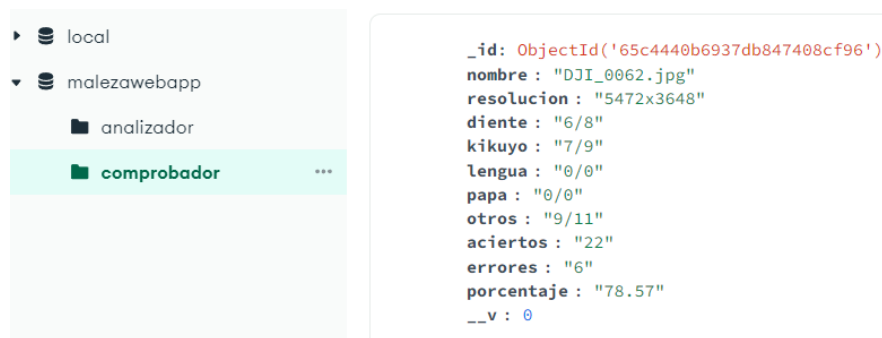 local
malezawebapp
analizador
comprobador
_id: ObjectId('65c4440b6937db847408cf96')
nombre : "DJI_0062.jpg"
resolucion : "5472x3648"
diente : "6/8"
kikuyo : "7/9"
lengua : "0/0"
papa : "0/0"
otros : "9/11"
aciertos : "22"
errores : "6"
porcentaje : "78.57"
__v : 0